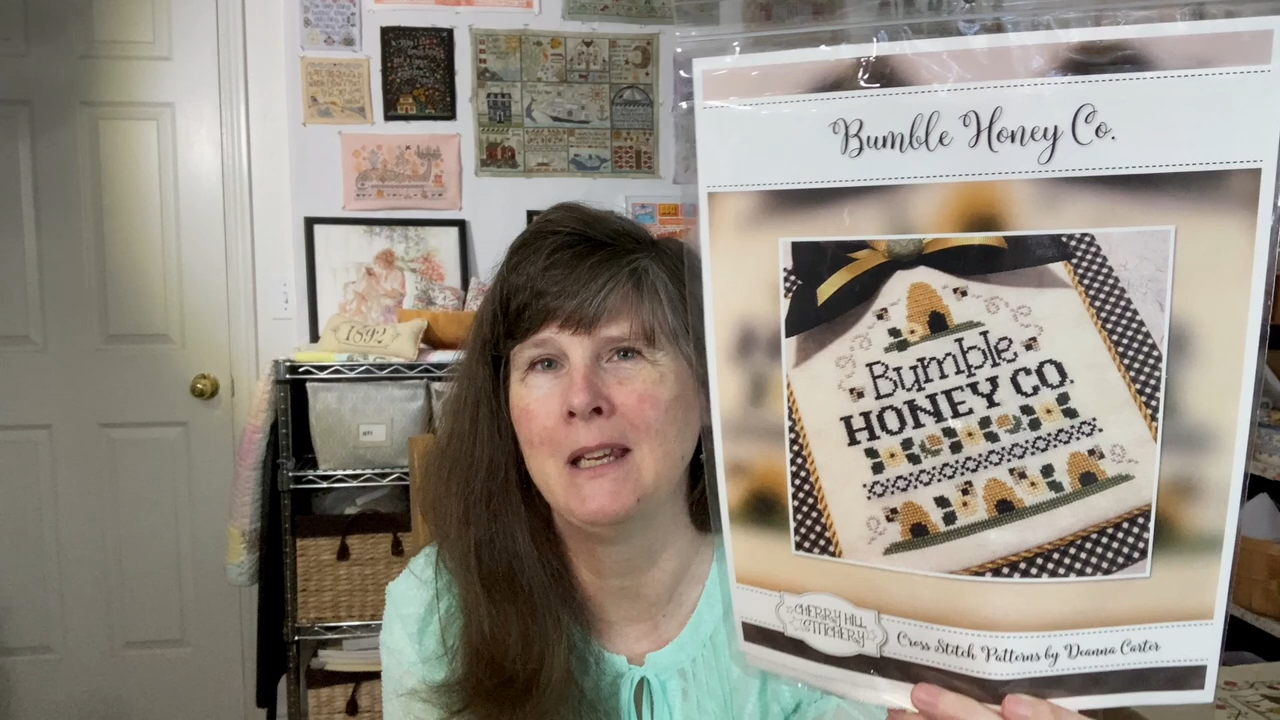 Bumble Honey Co.
Bumble
HONEY CO.
CHERRY HILL
STITCHERY
Cross Stitch Patterns by Deanna Carter
1892